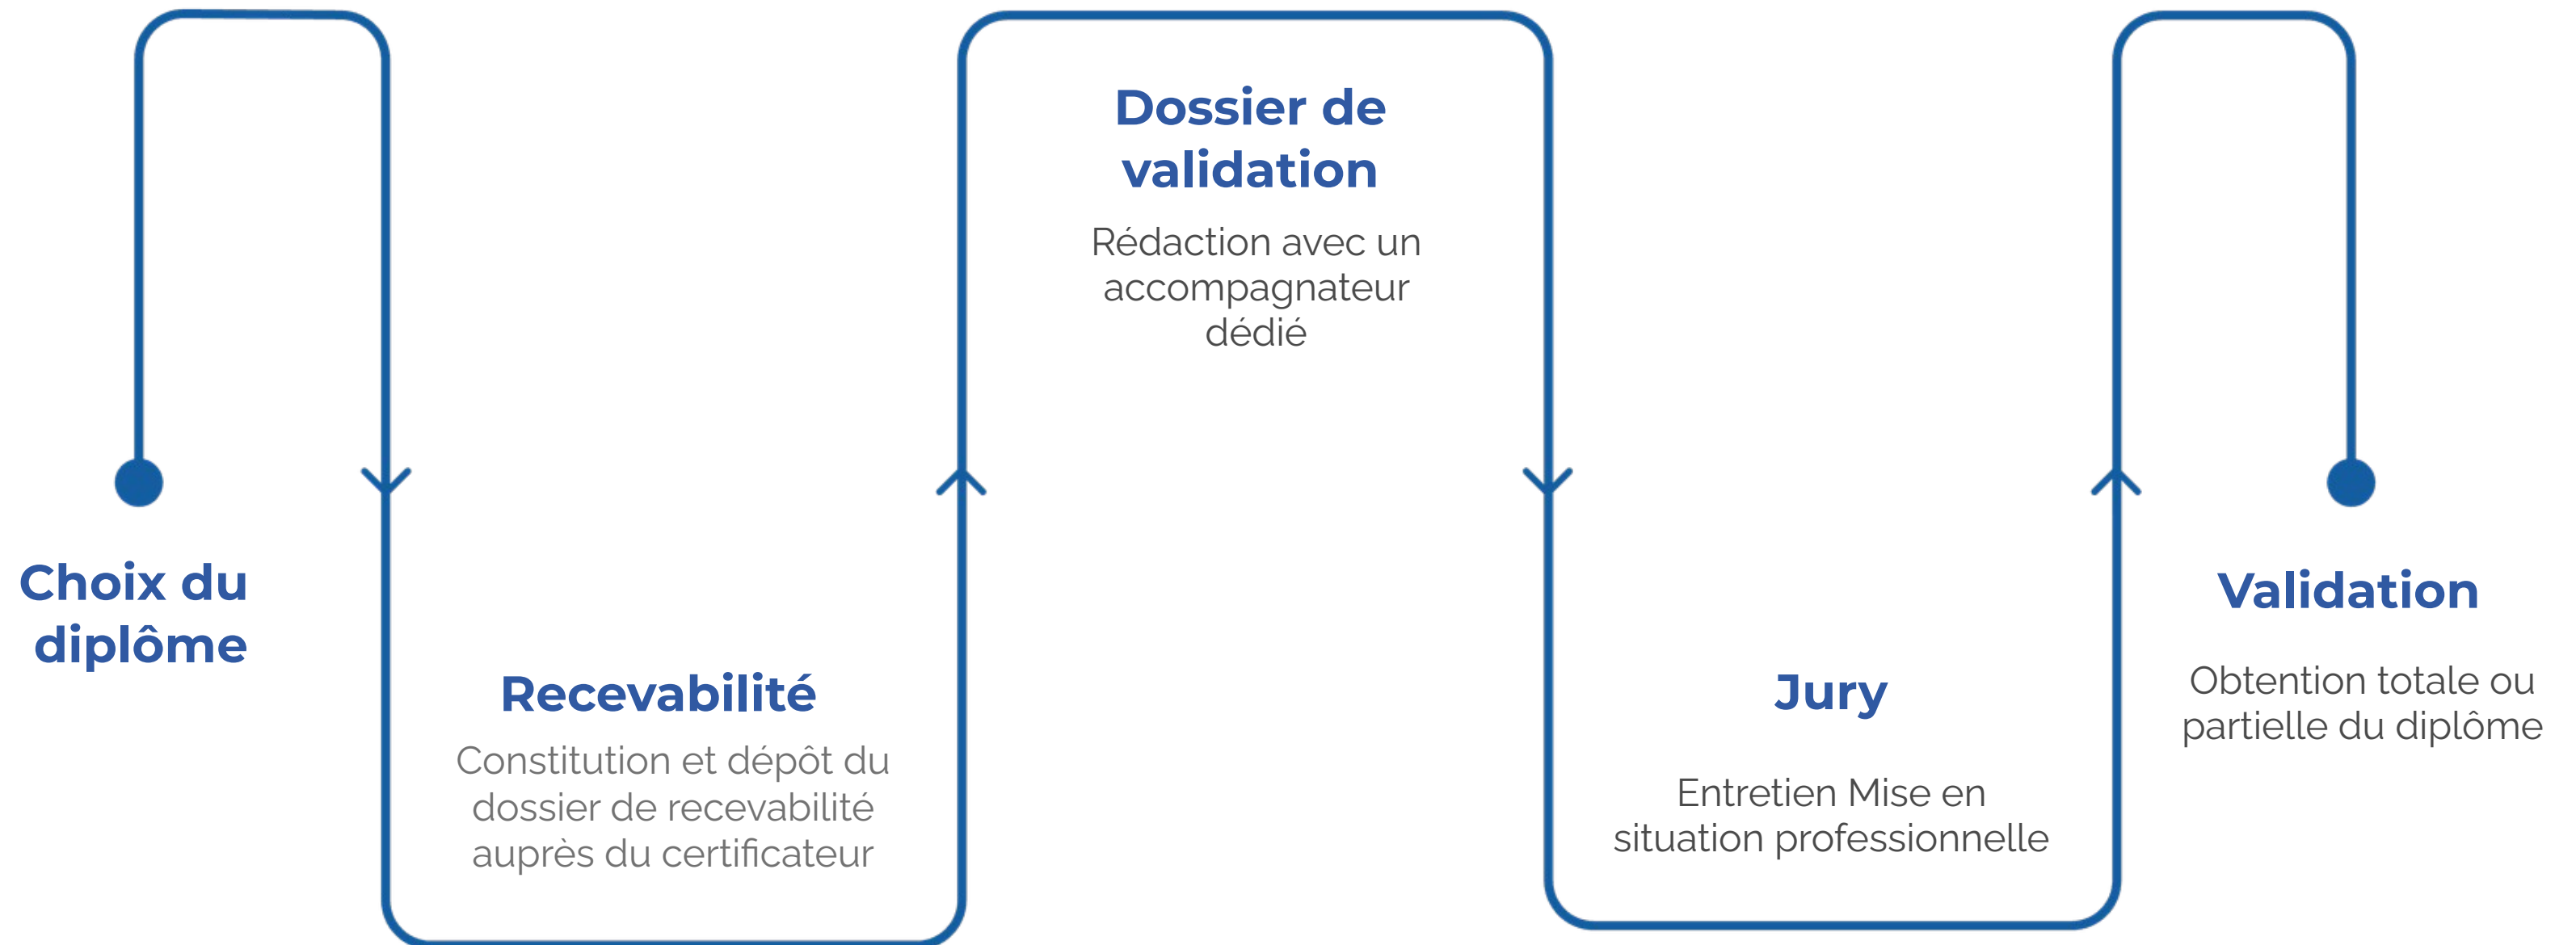 Choix du
diplôme
Recevabilité
Constitution et dépôt du
dossier de recevabilité
auprès du certificateur
Dossier de
validation
Rédaction avec un
accompagnateur
dédié
Jury
Entretien Mise en
situation professionnelle
Validation
Obtention totale ou
partielle du diplôme